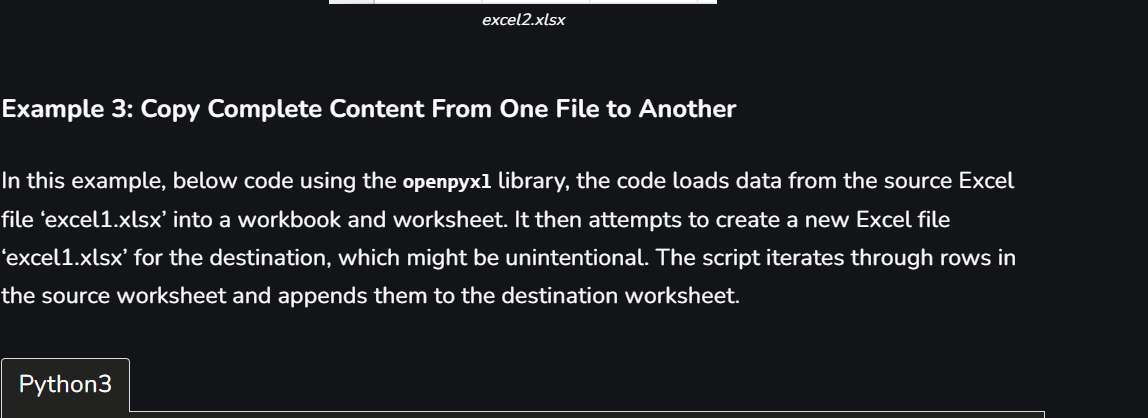 excel2.xlsx
Example 3: Copy Complete Content From One File to Another
In this example, below code using the openpyxl library, the code loads data from the source Excel
file ‘excel1.xlsx’ into a workbook and worksheet. It then attempts to create a new Excel file
‘excel1.xlsx’ for the destination, which might be unintentional. The script iterates through rows in
the source worksheet and appends them to the destination worksheet.
Python3